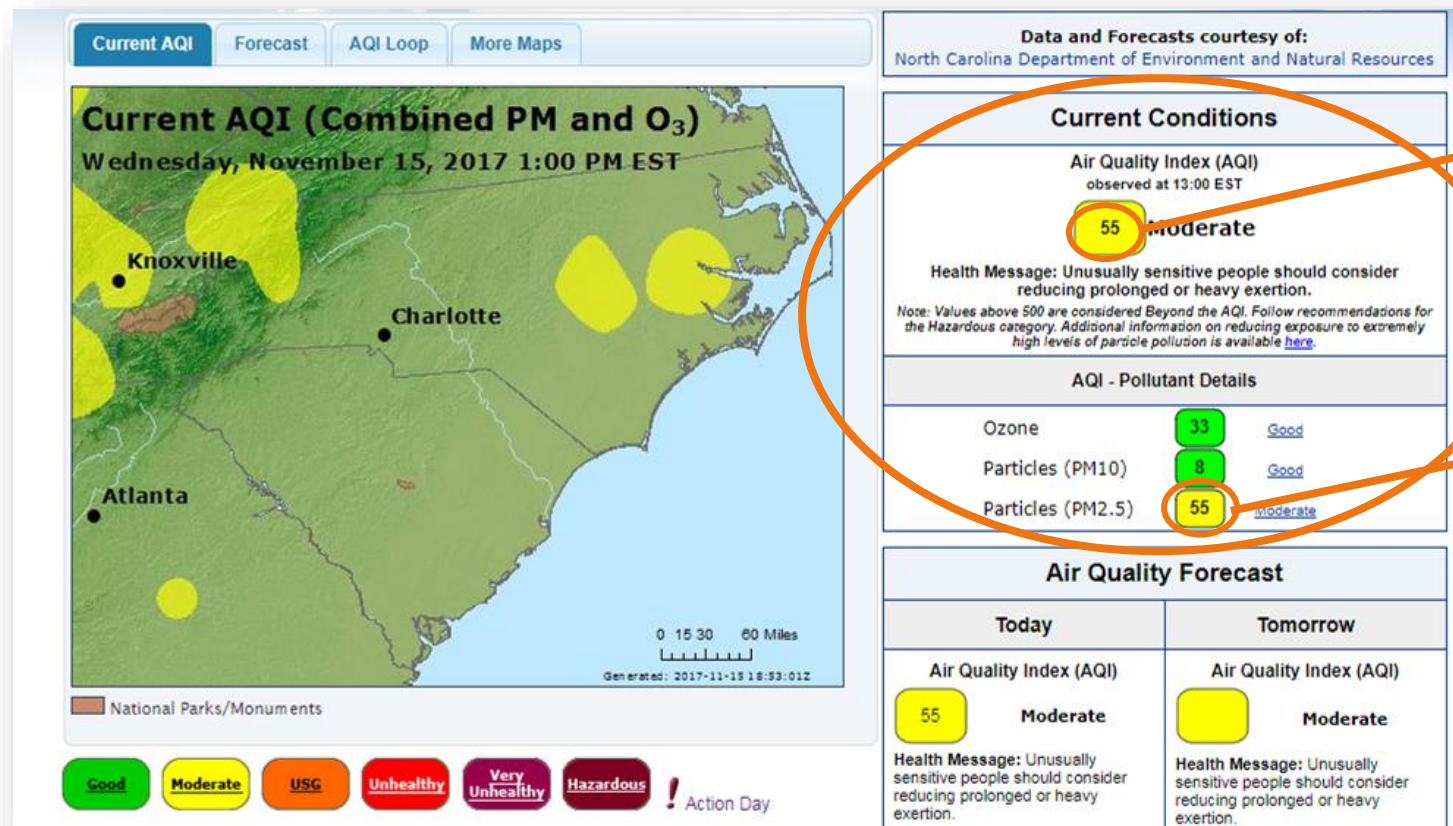 Current AQI
Forecast
AQI Loop
More Maps
Current AQI (Combined PM and O₃)
Wednesday, November 15, 2017 1:00 PM EST
Knoxville
Charlotte
Atlanta
0 15 30 60 Miles
Generated: 2017-11-15 18:53:01Z
National Parks/Monuments
Good
Moderate
USG
Unhealthy
Very
Unhealthy
Hazardous
! Action Day
Data and Forecasts courtesy of:
North Carolina Department of Environment and Natural Resources
Current Conditions
Air Quality Index (AQI)
observed at 13:00 EST
55 Moderate
Health Message: Unusually sensitive people should consider
reducing prolonged or heavy exertion.
Note: Values above 500 are considered Beyond the AQI. Follow recommendations for
the Hazardous category. Additional information on reducing exposure to extremely
high levels of particle pollution is available here.
AQI - Pollutant Details
Ozone 33 Good
Particles (PM10) 8 Good
Particles (PM2.5) 55 Moderate
Air Quality Forecast
Today
Air Quality Index (AQI)
55 Moderate
Health Message: Unusually
sensitive people should consider
reducing prolonged or heavy
exertion.
Tomorrow
Air Quality Index (AQI)
Moderate
Health Message: Unusually
sensitive people should consider
reducing prolonged or heavy
exertion.